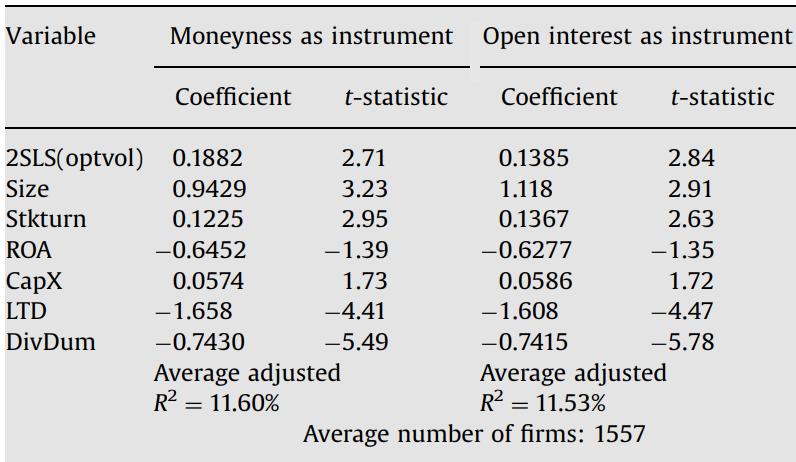 Variable Moneyness as instrument Open interest as instrument
Coefficient t-statistic Coefficient t-statistic
2SLS(optvol) 0.1882 2.71 0.1385 2.84
Size 0.9429 3.23 1.118 2.91
Stkturn 0.1225 2.95 0.1367 2.63
ROA −0.6452 −1.39 −0.6277 −1.35
CapX 0.0574 1.73 0.0586 1.72
LTD −1.658 −4.41 −1.608 −4.47
DivDum −0.7430 −5.49 −0.7415 −5.78
Average adjusted Average adjusted
R² = 11.60% R² = 11.53%
Average number of firms: 1557